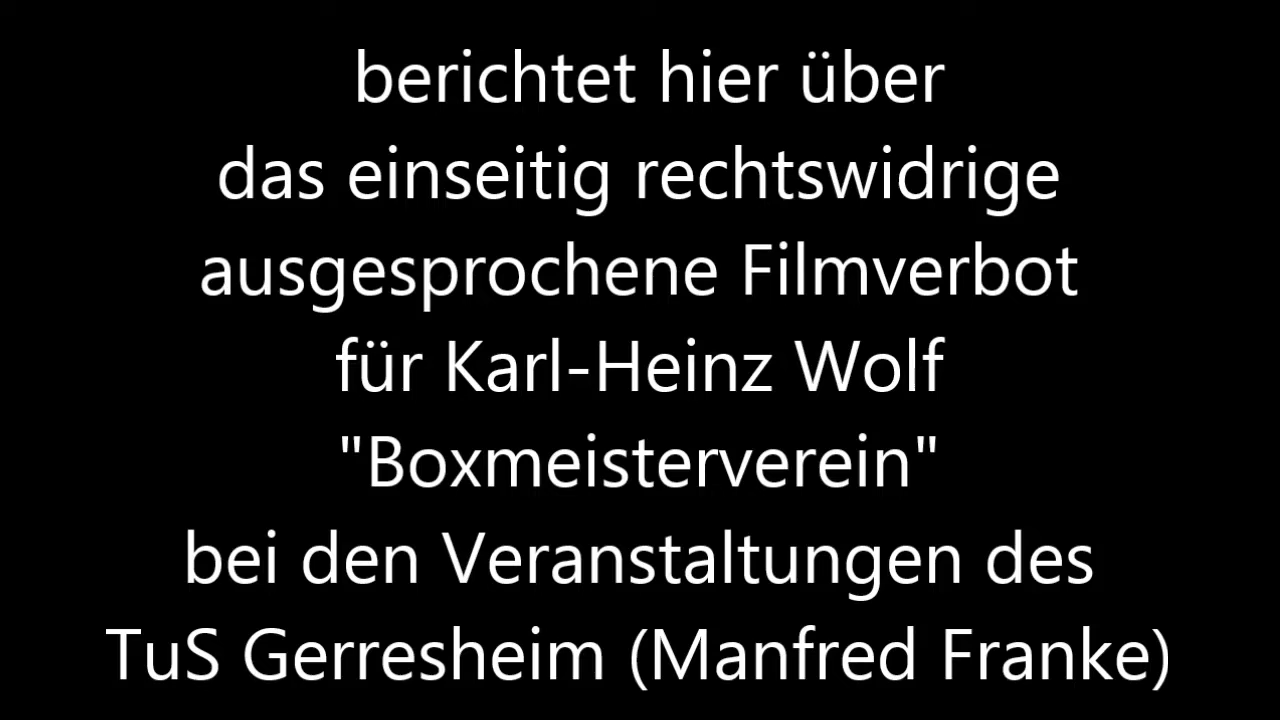 berichtet hier über
das einseitig rechtswidrige
ausgesprochene Filmverbot
für Karl-Heinz Wolf
"Boxmeisterverein"
bei den Veranstaltungen des
TuS Gerresheim (Manfred Franke)